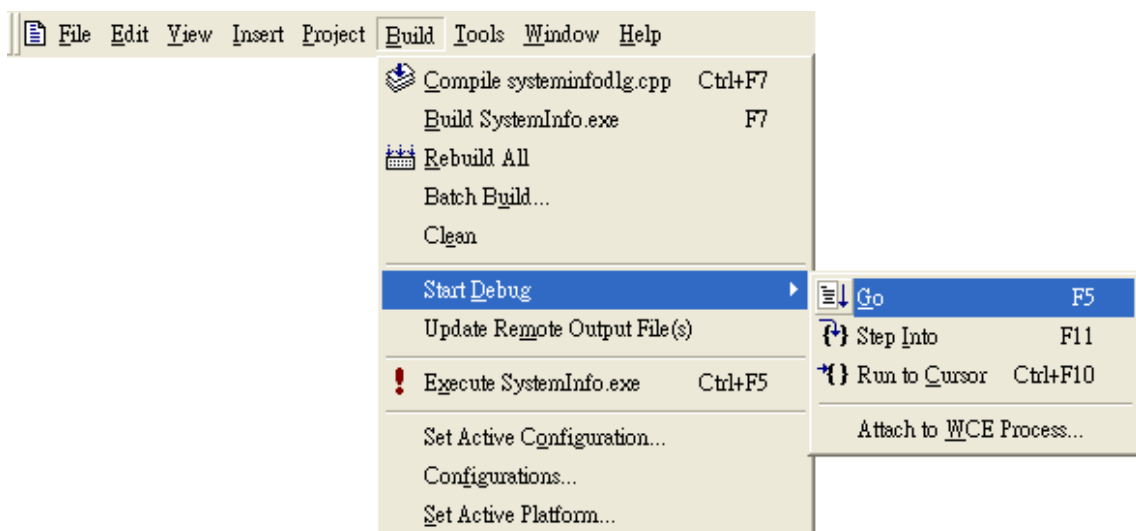 File Edit View Insert Project Build Tools Window Help
Compile systeminfodlg.cpp Ctrl+F7
Build SystemInfo.exe F7
Rebuild All
Batch Build...
Clean
Start Debug
Update Remote Output File(s)
Execute SystemInfo.exe Ctrl+F5
Set Active Configuration...
Configurations...
Set Active Platform...
Go F5
Step Into F11
Run to Cursor Ctrl+F10
Attach to WCE Process...